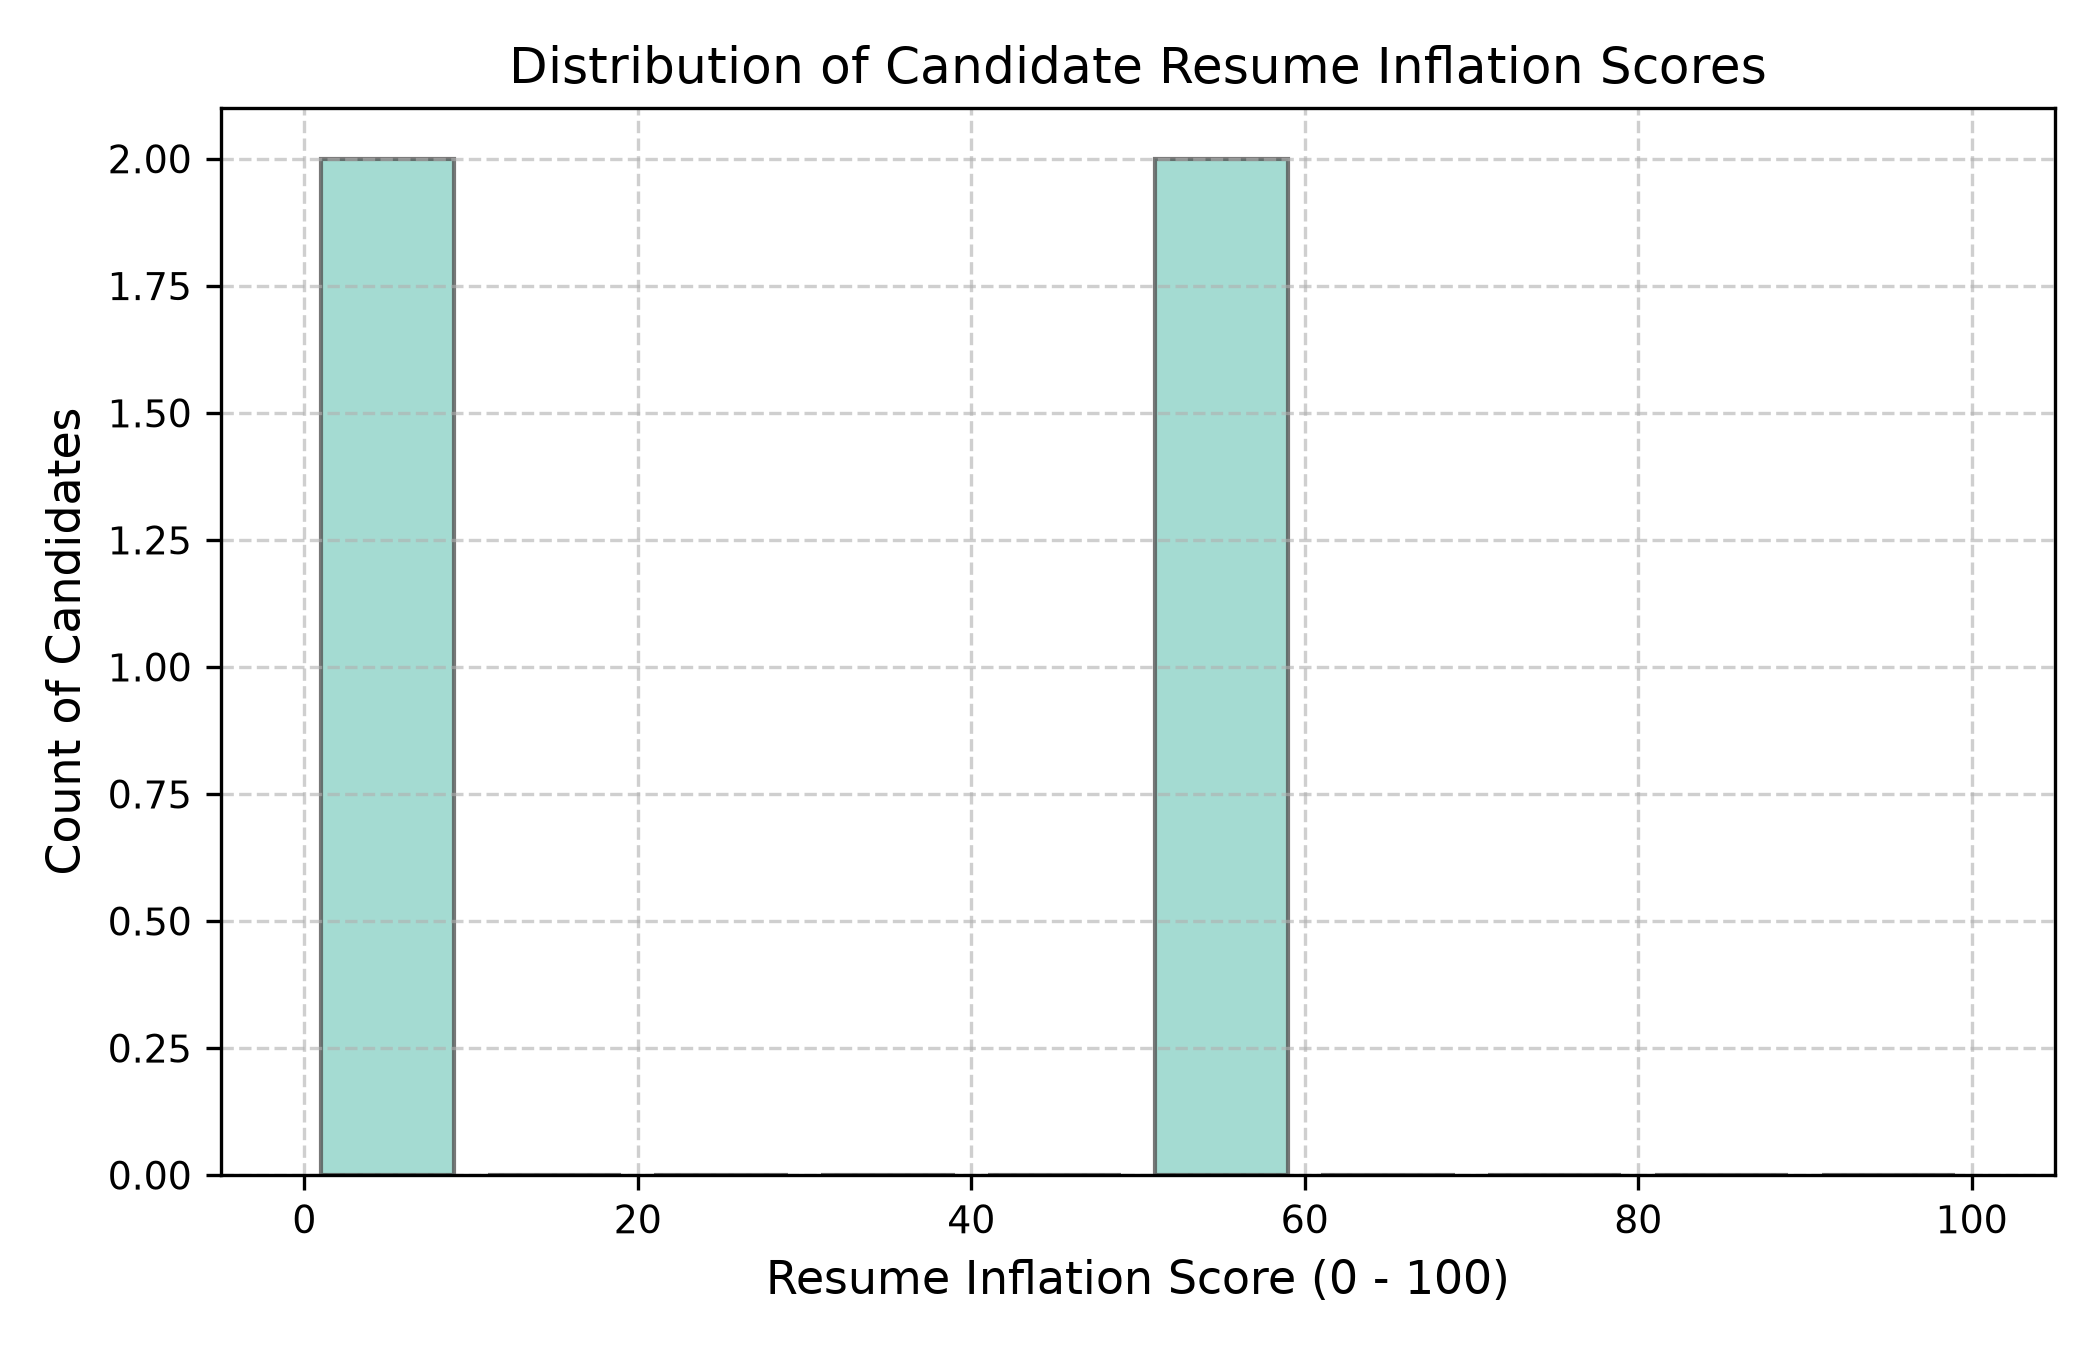 Distribution of Candidate Resume Inflation Scores
Count of Candidates
2.00
1.75
1.50
1.25
1.00
0.75
0.50
0.25
0.00
0 20 40 60 80 100
Resume Inflation Score (0 - 100)